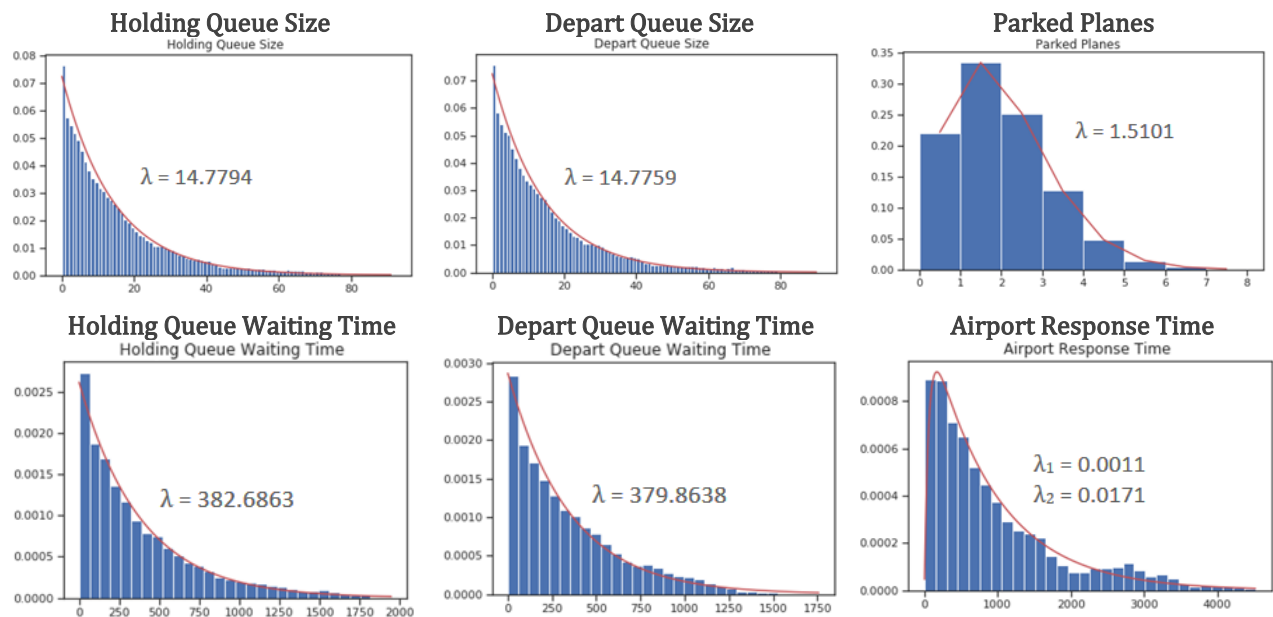 Holding Queue Size
Holding Queue Size
0.08
0.07
0.06
0.05
0.04
0.03
0.02
0.01
0.00
λ = 14.7794
0 20 40 60 80
Depart Queue Size
Depart Queue Size
0.07
0.06
0.05
0.04
0.03
0.02
0.01
0.00
λ = 14.7759
0 20 40 60 80
Parked Planes
Parked Planes
0.35
0.30
0.25
0.20
0.15
0.10
0.05
0.00
λ = 1.5101
0 1 2 3 4 5 6 7 8
Holding Queue Waiting Time
Holding Queue Waiting Time
0.0025
0.0020
0.0015
0.0010
0.0005
0.0000
λ = 382.6863
0 250 500 750 1000 1250 1500 1750 2000
Depart Queue Waiting Time
Depart Queue Waiting Time
0.0030
0.0025
0.0020
0.0015
0.0010
0.0005
0.0000
λ = 379.8638
0 250 500 750 1000 1250 1500 1750
Airport Response Time
Airport Response Time
0.0008
0.0006
0.0004
0.0002
0.0000
λ₁ = 0.0011
λ₂ = 0.0171
0 1000 2000 3000 4000